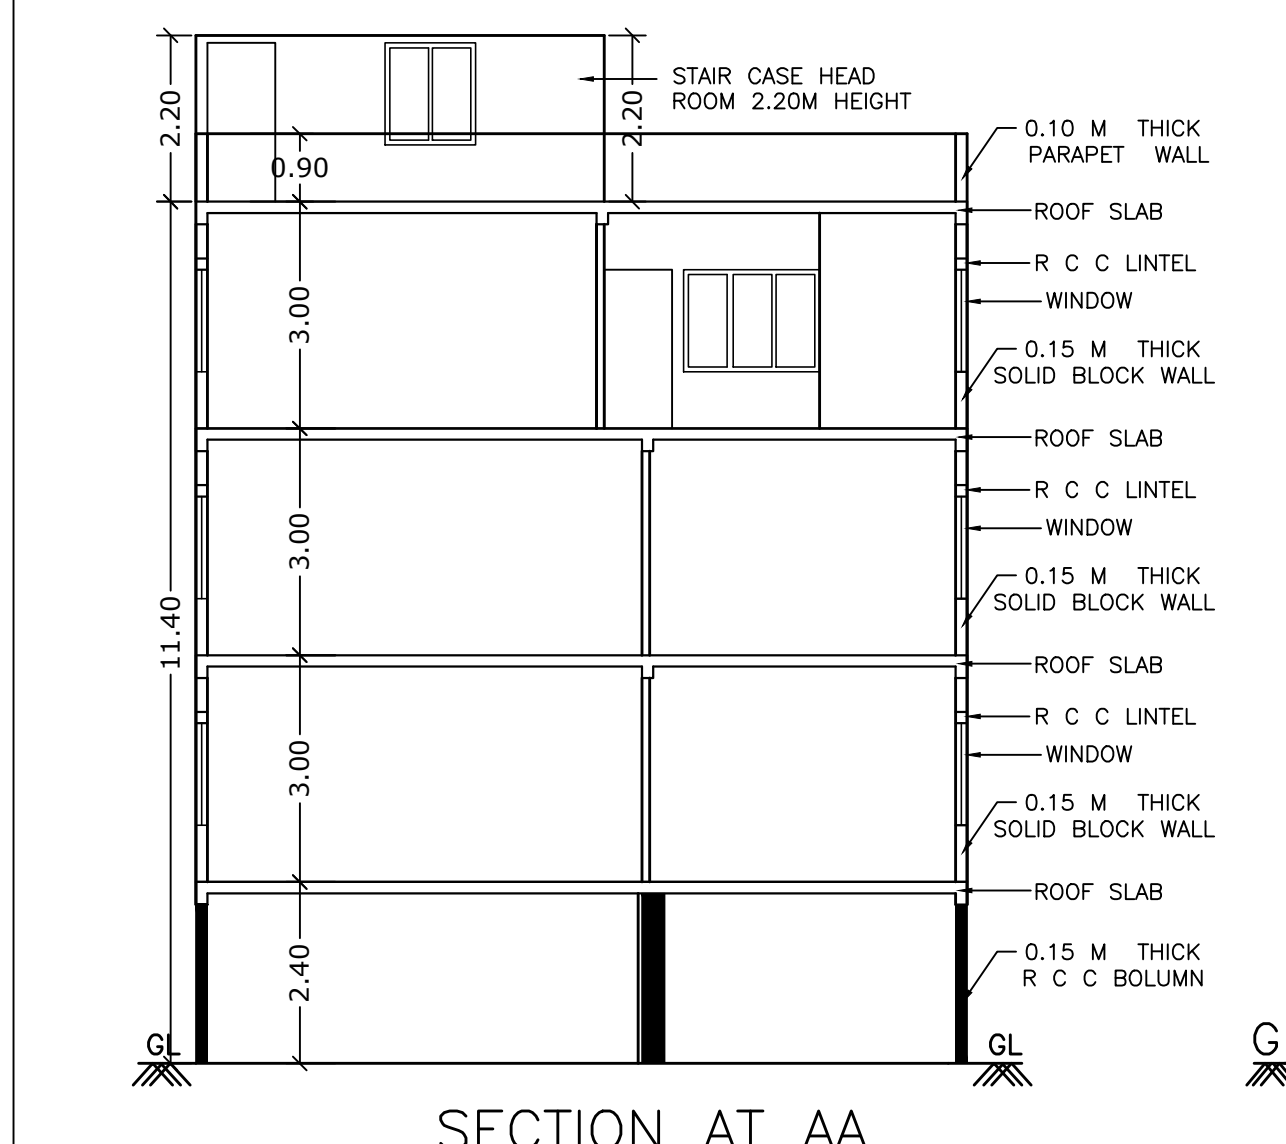 2.20
2.20
STAIR CASE HEAD
ROOM 2.20M HEIGHT
0.10 M THICK
PARAPET WALL
0.90
ROOF SLAB
R C C LINTEL
WINDOW
3.00
0.15 M THICK
SOLID BLOCK WALL
ROOF SLAB
R C C LINTEL
WINDOW
3.00
0.15 M THICK
SOLID BLOCK WALL
11.40
ROOF SLAB
R C C LINTEL
WINDOW
3.00
0.15 M THICK
SOLID BLOCK WALL
ROOF SLAB
2.40
0.15 M THICK
R C C BOLUMN
GL
GL
G
SECTION AT AA